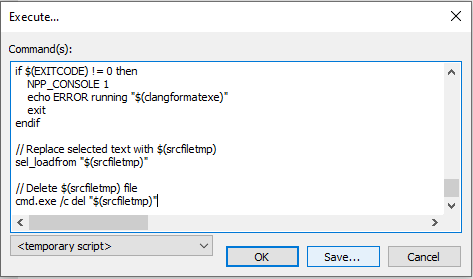 Execute...
Command(s):
if $(EXITCODE) != 0 then
NPP_CONSOLE 1
echo ERROR running "$(clangformatexe)"
exit
endif
// Replace selected text with $(srcfiletmp)
sel_loadfrom "$(srcfiletmp)"
// Delete $(srcfiletmp) file
cmd.exe /c del "$(srcfiletmp)"
<temporary script>
OK
Save...
Cancel